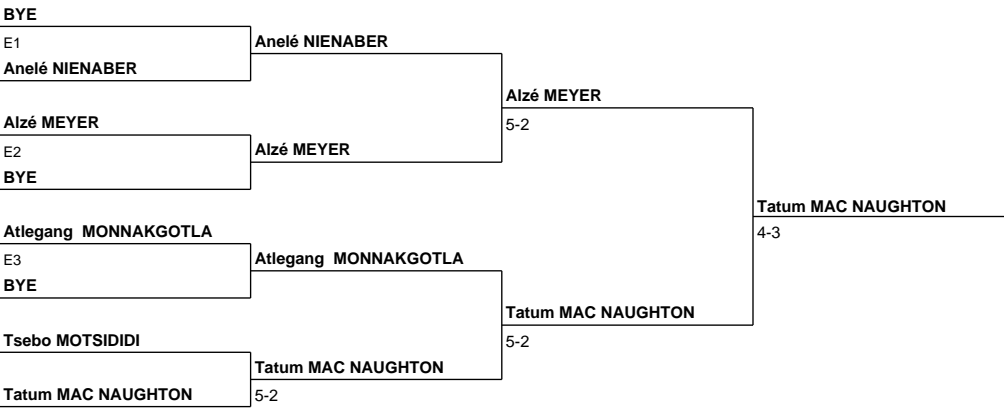 BYE
E1
Anelé NIENABER
Anelé NIENABER
Alzé MEYER
5-2
Alzé MEYER
E2
Alzé MEYER
BYE
Tatum MAC NAUGHTON
4-3
Atlegang MONNAKGOTLA
E3
Atlegang MONNAKGOTLA
BYE
Tatum MAC NAUGHTON
5-2
Tsebo MOTSIDIDI
Tatum MAC NAUGHTON
Tatum MAC NAUGHTON
5-2